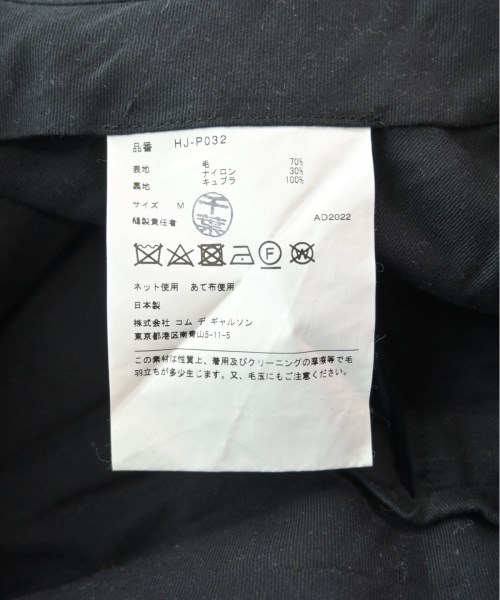 品番 HJ-P032
表地 毛 70%
ナイロン 30%
裏地 キュプラ 100%
サイズ M
縫製責任者 千葉 AD2022
ネット使用 あて布使用
日本製
株式会社 コム デ ギャルソン
東京都港区南青山5-11-5
この素材は性質上、着用及びクリーニングの摩滅等で毛
羽立ちが多少生じます。又、毛玉にもご注意ください。